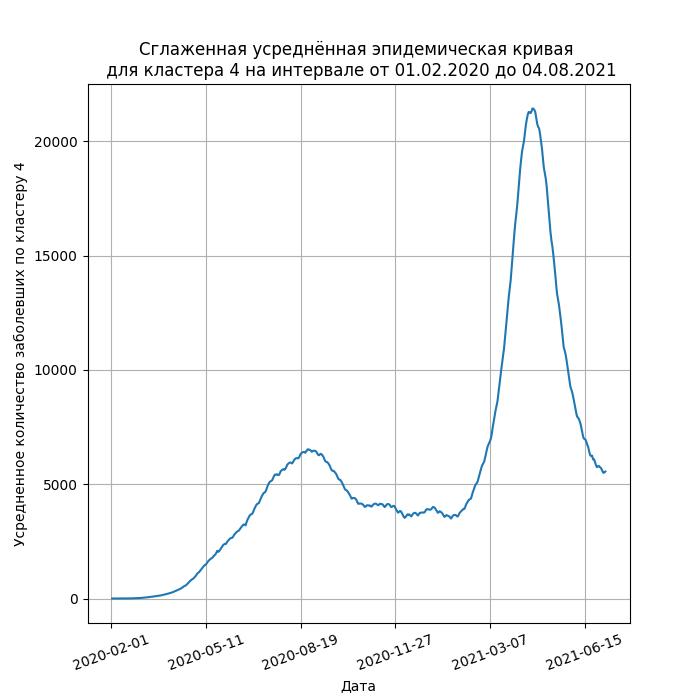 Сглаженная усреднённая эпидемическая кривая
для кластера 4 на интервале от 01.02.2020 до 04.08.2021
Усредненное количество заболевших по кластеру 4
20000
15000
10000
5000
0
2020-02-01
2020-05-11
2020-08-19
2020-11-27
2021-03-07
2021-06-15
Дата